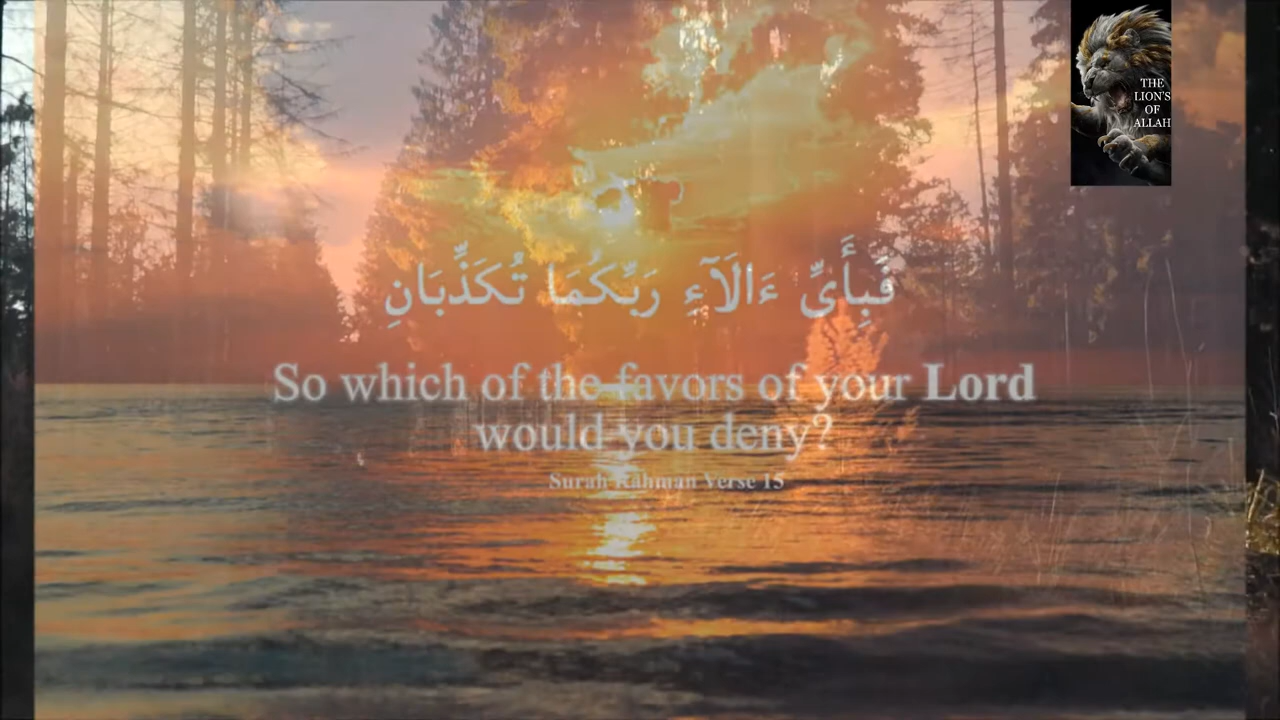 فَبِأَىِّ ءَالَآءِ رَبِّكُمَا تُكَذِّبَانِ
So which of the favors of your Lord
would you deny?
Surah Rahman Verse 15
THE
LION'S
OF
ALLAH